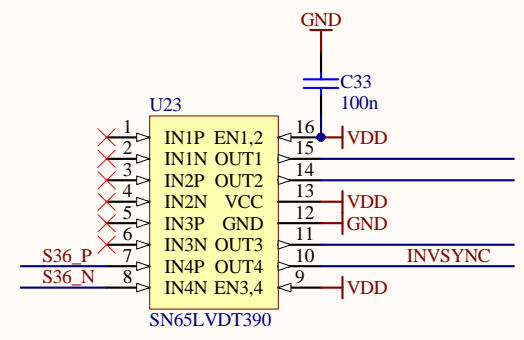 GND
C33
100n
U23
1 IN1P EN1,2 16 VDD
2 IN1N OUT1 15
3 IN2P OUT2 14
4 IN2N VCC 13 VDD
5 IN3P GND 12 GND
6 IN3N OUT3 11
S36_P 7 IN4P OUT4 10 INVSYNC
S36_N 8 IN4N EN3,4 9 VDD
SN65LVDT390